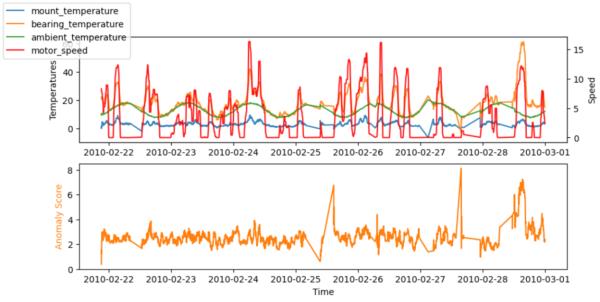 mount_temperature
bearing_temperature
ambient_temperature
motor_speed
Temperatures
40
20
0
15
10
5
0
Speed
2010-02-22 2010-02-23 2010-02-24 2010-02-25 2010-02-26 2010-02-27 2010-02-28 2010-03-01
Anomaly Score
8
6
4
2
0
2010-02-22 2010-02-23 2010-02-24 2010-02-25 2010-02-26 2010-02-27 2010-02-28 2010-03-01
Time